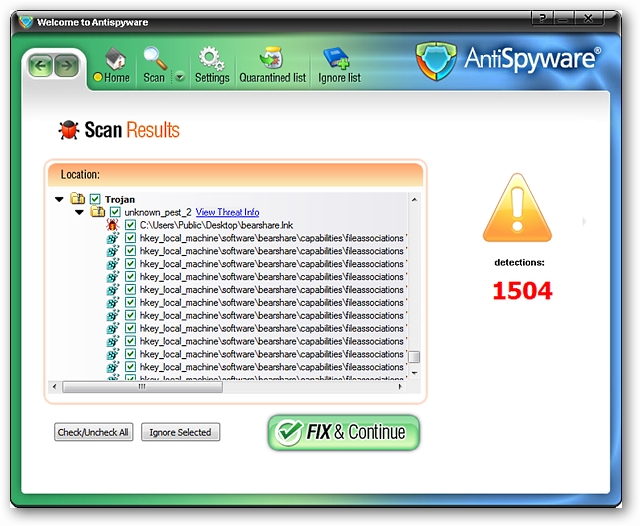 Welcome to Antispyware
?
Home
Scan
Settings
Quarantined list
Ignore list
AntiSpyware®
Scan Results
Location:
Trojan
unknown_pest_2 View Threat Info
C:\Users\Public\Desktop\bearshare.lnk
hkey_local_machine\software\bearshare\capabilities\fileassociations
hkey_local_machine\software\bearshare\capabilities\fileassociations
hkey_local_machine\software\bearshare\capabilities\fileassociations
hkey_local_machine\software\bearshare\capabilities\fileassociations
hkey_local_machine\software\bearshare\capabilities\fileassociations
hkey_local_machine\software\bearshare\capabilities\fileassociations
hkey_local_machine\software\bearshare\capabilities\fileassociations
hkey_local_machine\software\bearshare\capabilities\fileassociations
hkey_local_machine\software\bearshare\capabilities\fileassociations
hkey_local_machine\software\bearshare\capabilities\fileassociations
hkey_local_machine\software\bearshare\capabilities\fileassociations
hkey_local_machine\software\bearshare\capabilities\fileassociations
detections:
1504
Check/Uncheck All
Ignore Selected
FIX & Continue